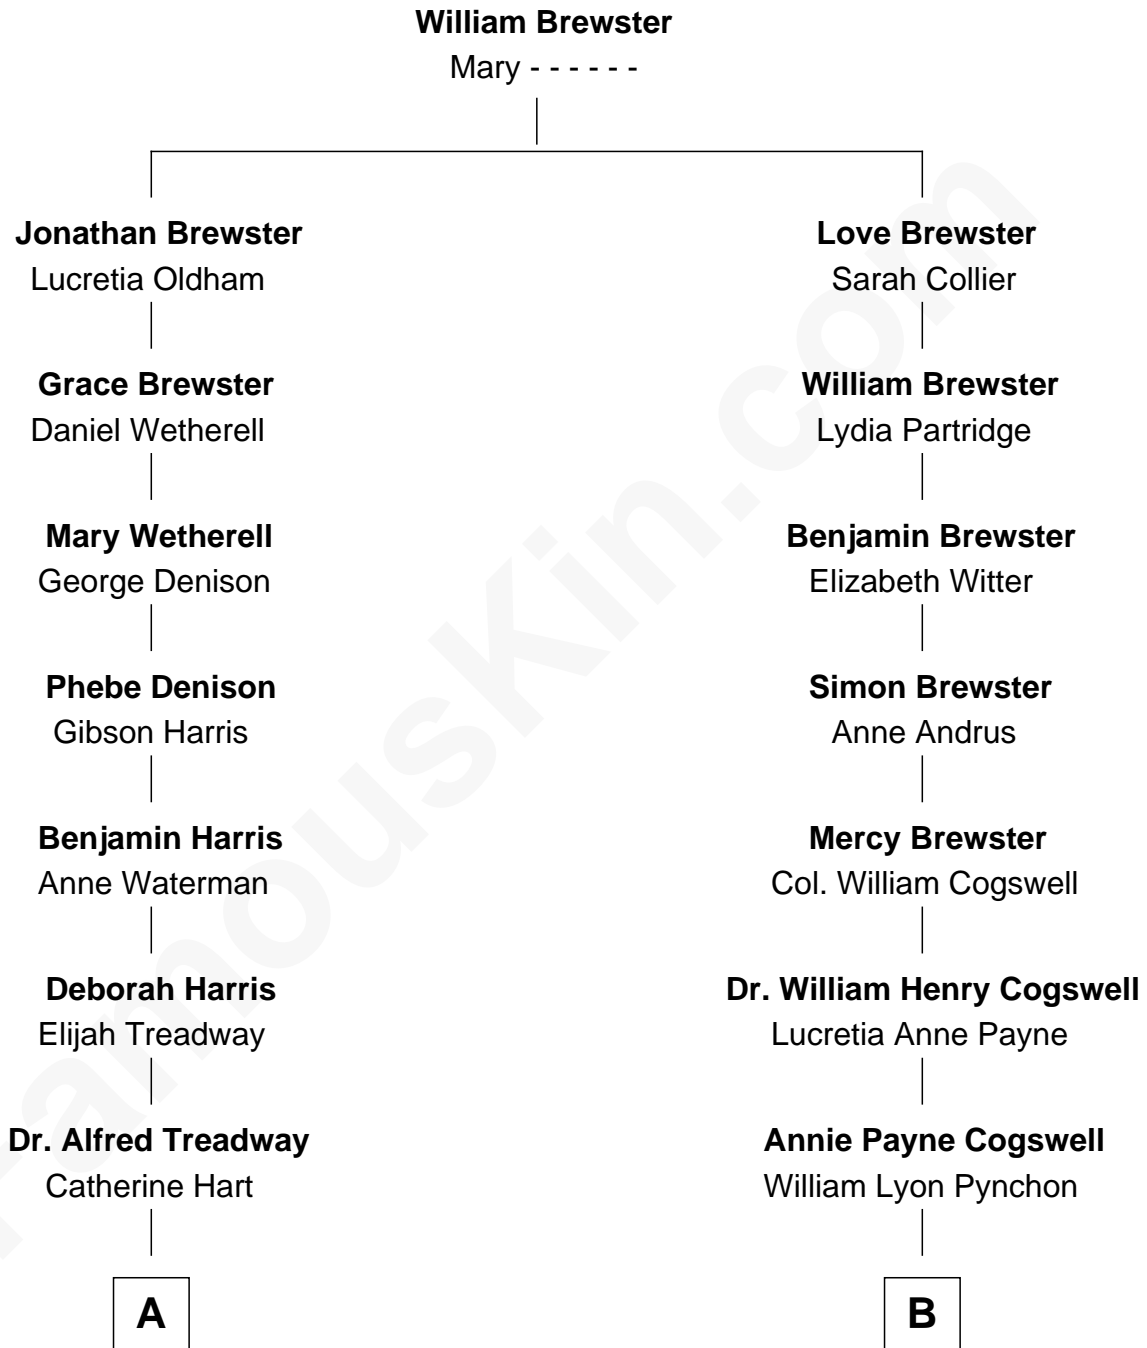 William Brewster
Mary - - - - - -
Jonathan Brewster
Lucretia Oldham
Love Brewster
Sarah Collier
Grace Brewster
Daniel Wetherell
William Brewster
Lydia Partridge
Mary Wetherell
George Denison
Benjamin Brewster
Elizabeth Witter
Phebe Denison
Gibson Harris
Simon Brewster
Anne Andrus
Benjamin Harris
Anne Waterman
Mercy Brewster
Col. William Cogswell
Deborah Harris
Elijah Treadway
Dr. William Henry Cogswell
Lucretia Anne Payne
Dr. Alfred Treadway
Catherine Hart
Annie Payne Cogswell
William Lyon Pynchon
A
B
FamousKin.com